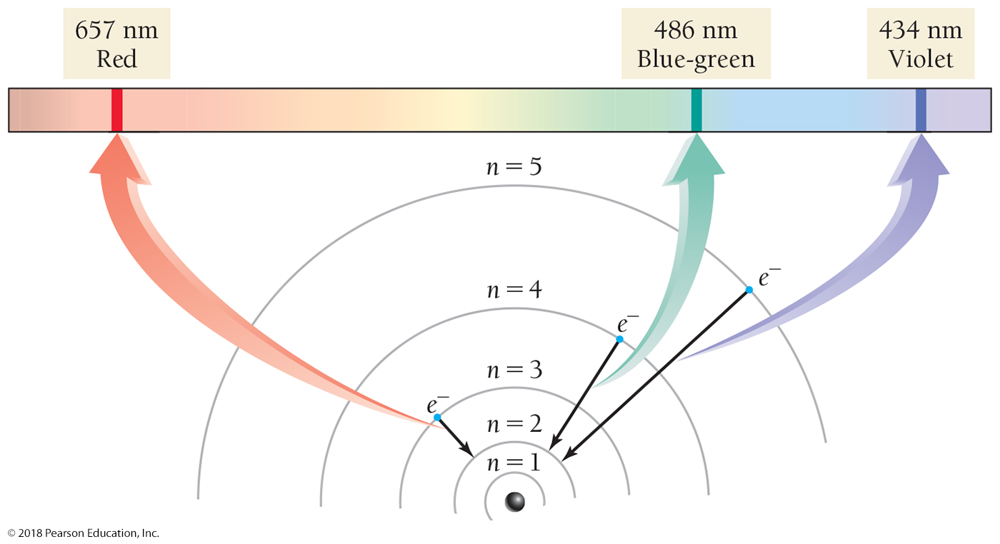 657 nm
Red
486 nm
Blue-green
434 nm
Violet
n = 5
n = 4
n = 3
n = 2
n = 1
e⁻
e⁻
e⁻
© 2018 Pearson Education, Inc.